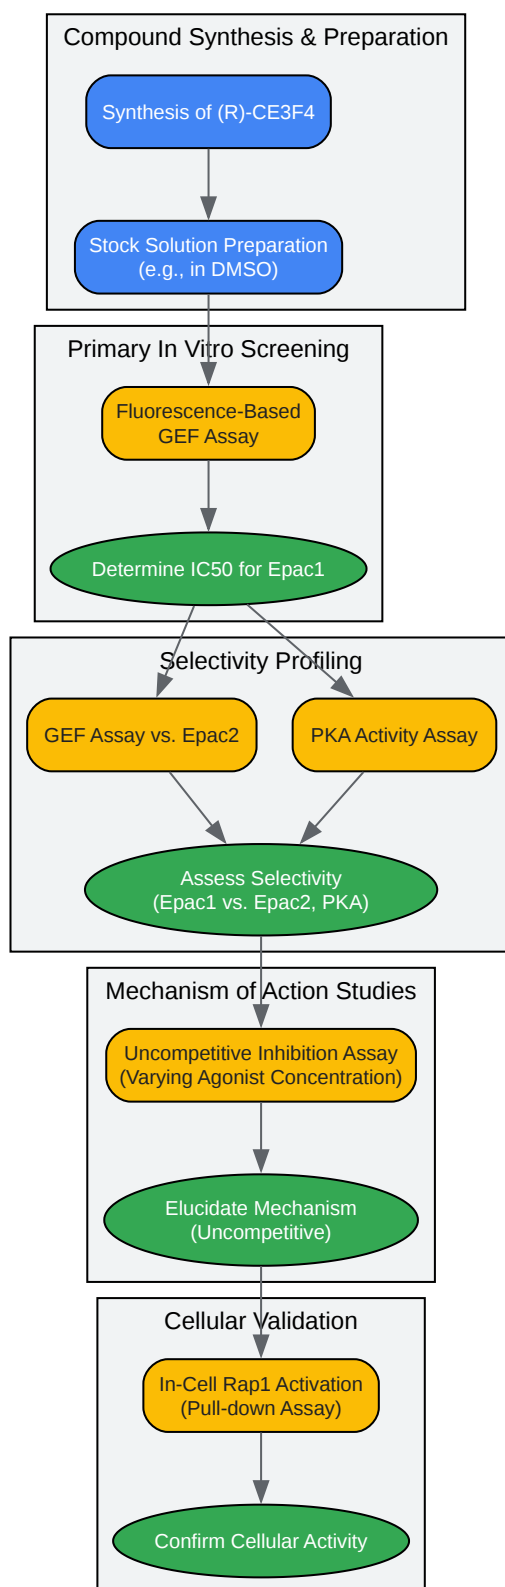 Compound Synthesis & Preparation
Synthesis of (R)-CE3F4
Stock Solution Preparation
(e.g., in DMSO)
Primary In Vitro Screening
Fluorescence-Based
GEF Assay
Determine IC50 for Epac1
Selectivity Profiling
GEF Assay vs. Epac2
PKA Activity Assay
Assess Selectivity
(Epac1 vs. Epac2, PKA)
Mechanism of Action Studies
Uncompetitive Inhibition Assay
(Varying Agonist Concentration)
Elucidate Mechanism
(Uncompetitive)
Cellular Validation
In-Cell Rap1 Activation
(Pull-down Assay)
Confirm Cellular Activity